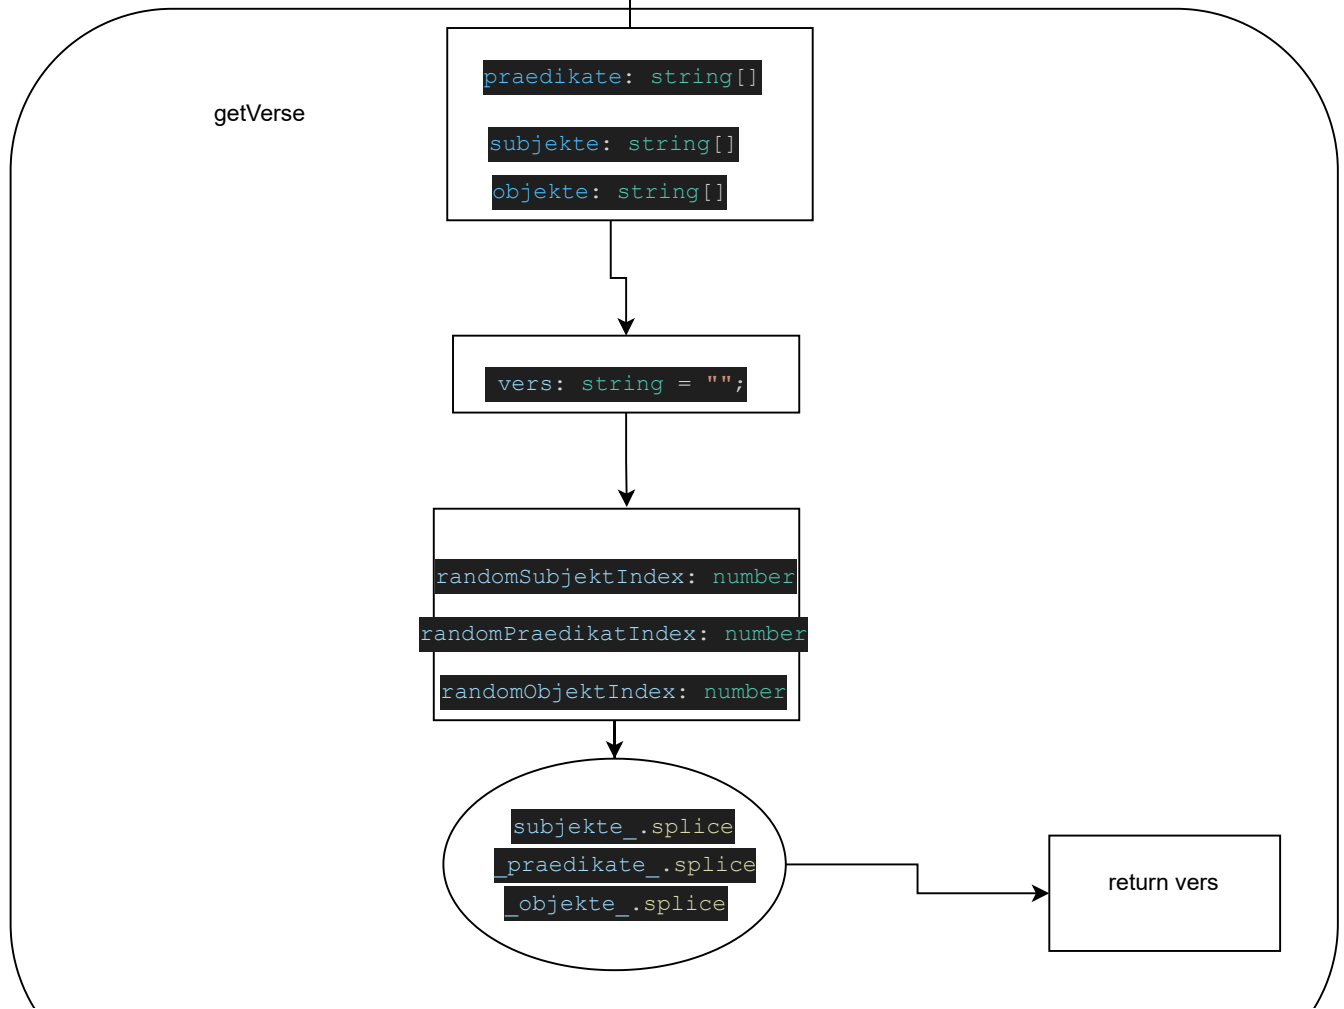 praedikate: string[]
getVerse
subjekte: string[]
objekte: string[]
vers: string = "";
randomSubjektIndex: number
randomPraedikatIndex: number
randomObjektIndex: number
subjekte_.splice
_praedikate_.splice
_objekte_.splice
return vers